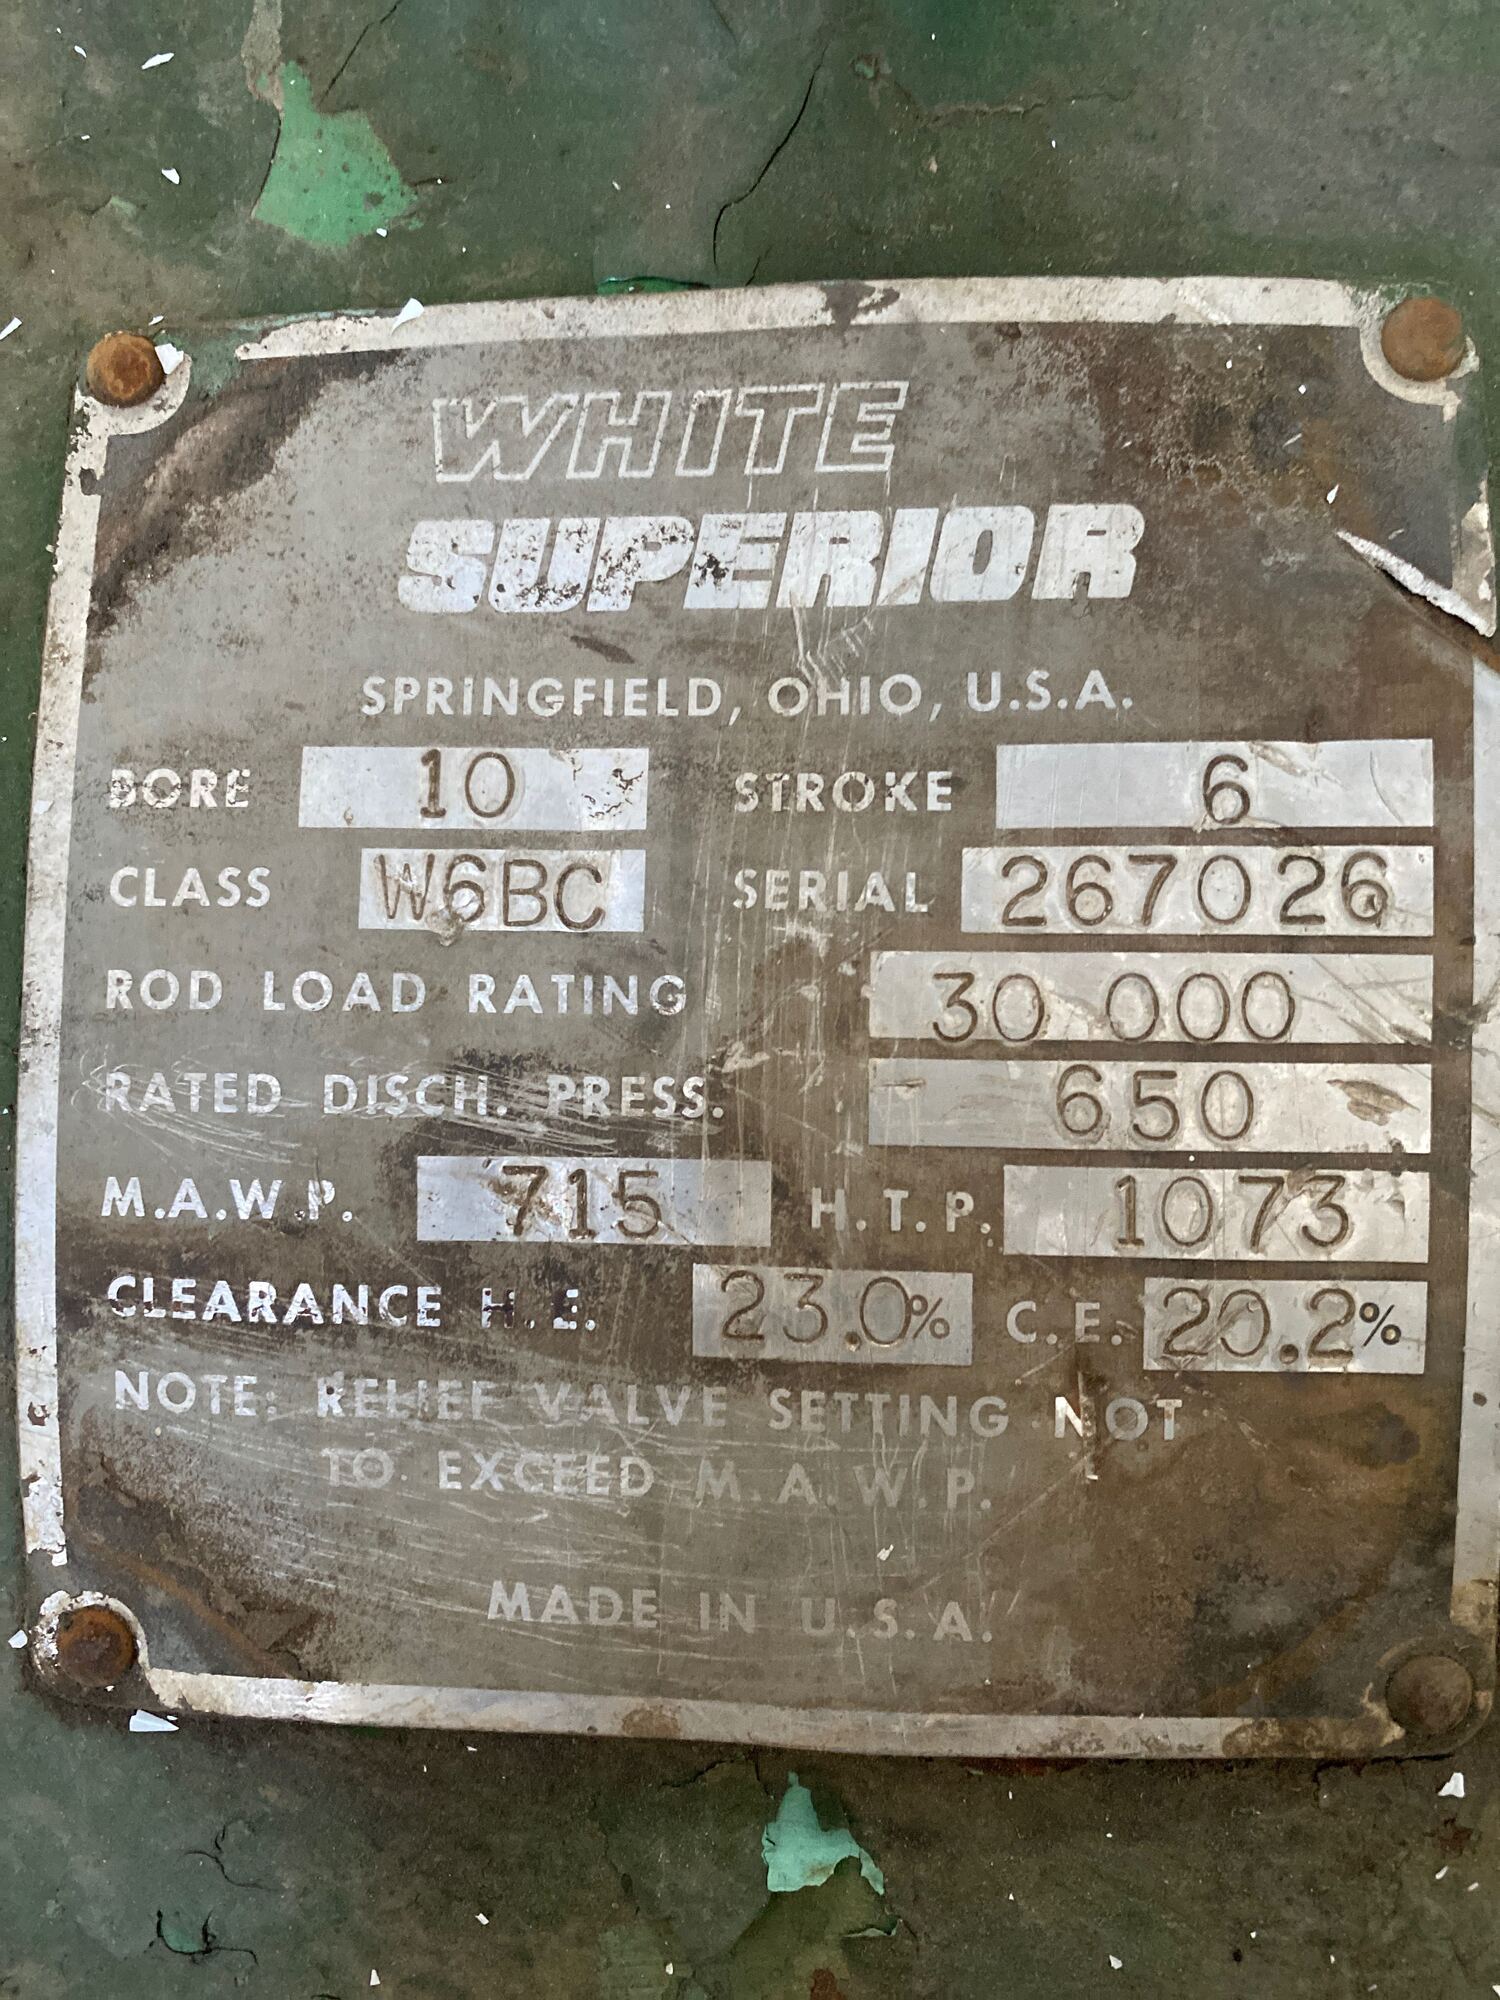 WHITE
SUPERIOR
SPRINGFIELD, OHIO, U.S.A.
BORE 10 STROKE 6
CLASS W6BC SERIAL 267026
ROD LOAD RATING 30 000
RATED DISCH. PRESS. 650
M.A.W.P. 715 H.T.P. 1073
CLEARANCE H.E. 23.0% C.E. 20.2%
NOTE: RELIEF VALVE SETTING NOT
TO EXCEED M.A.W.P.
MADE IN U.S.A.